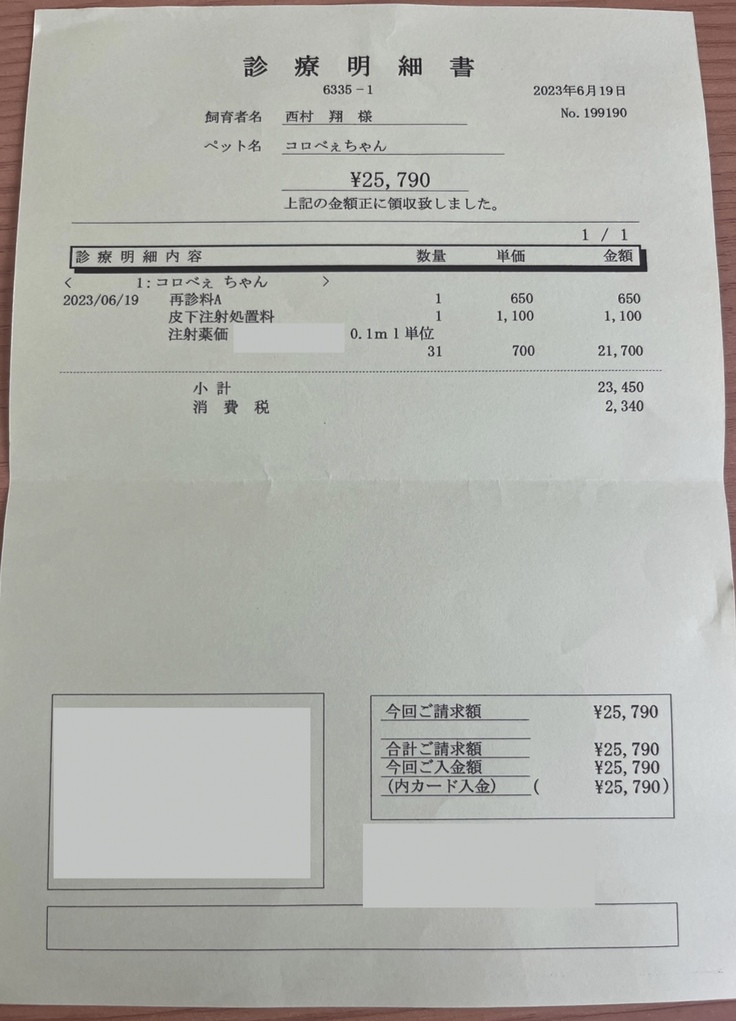 診療明細書
6335-1
2023年6月19日
飼育者名 西村 翔 様
No.199190
ペット名 コロべぇちゃん
¥25,790
上記の金額正に領収致しました。
1 / 1
診療明細内容 数量 単価 金額
< 1:コロべぇ ちゃん >
2023/06/19 再診料A 1 650 650
皮下注射処置料 1 1,100 1,100
注射薬価 0.1ml単位
31 700 21,700
小計 23,450
消費税 2,340
今回ご請求額 ¥25,790
合計ご請求額 ¥25,790
今回ご入金額 ¥25,790
(内カード入金) ( ¥25,790)